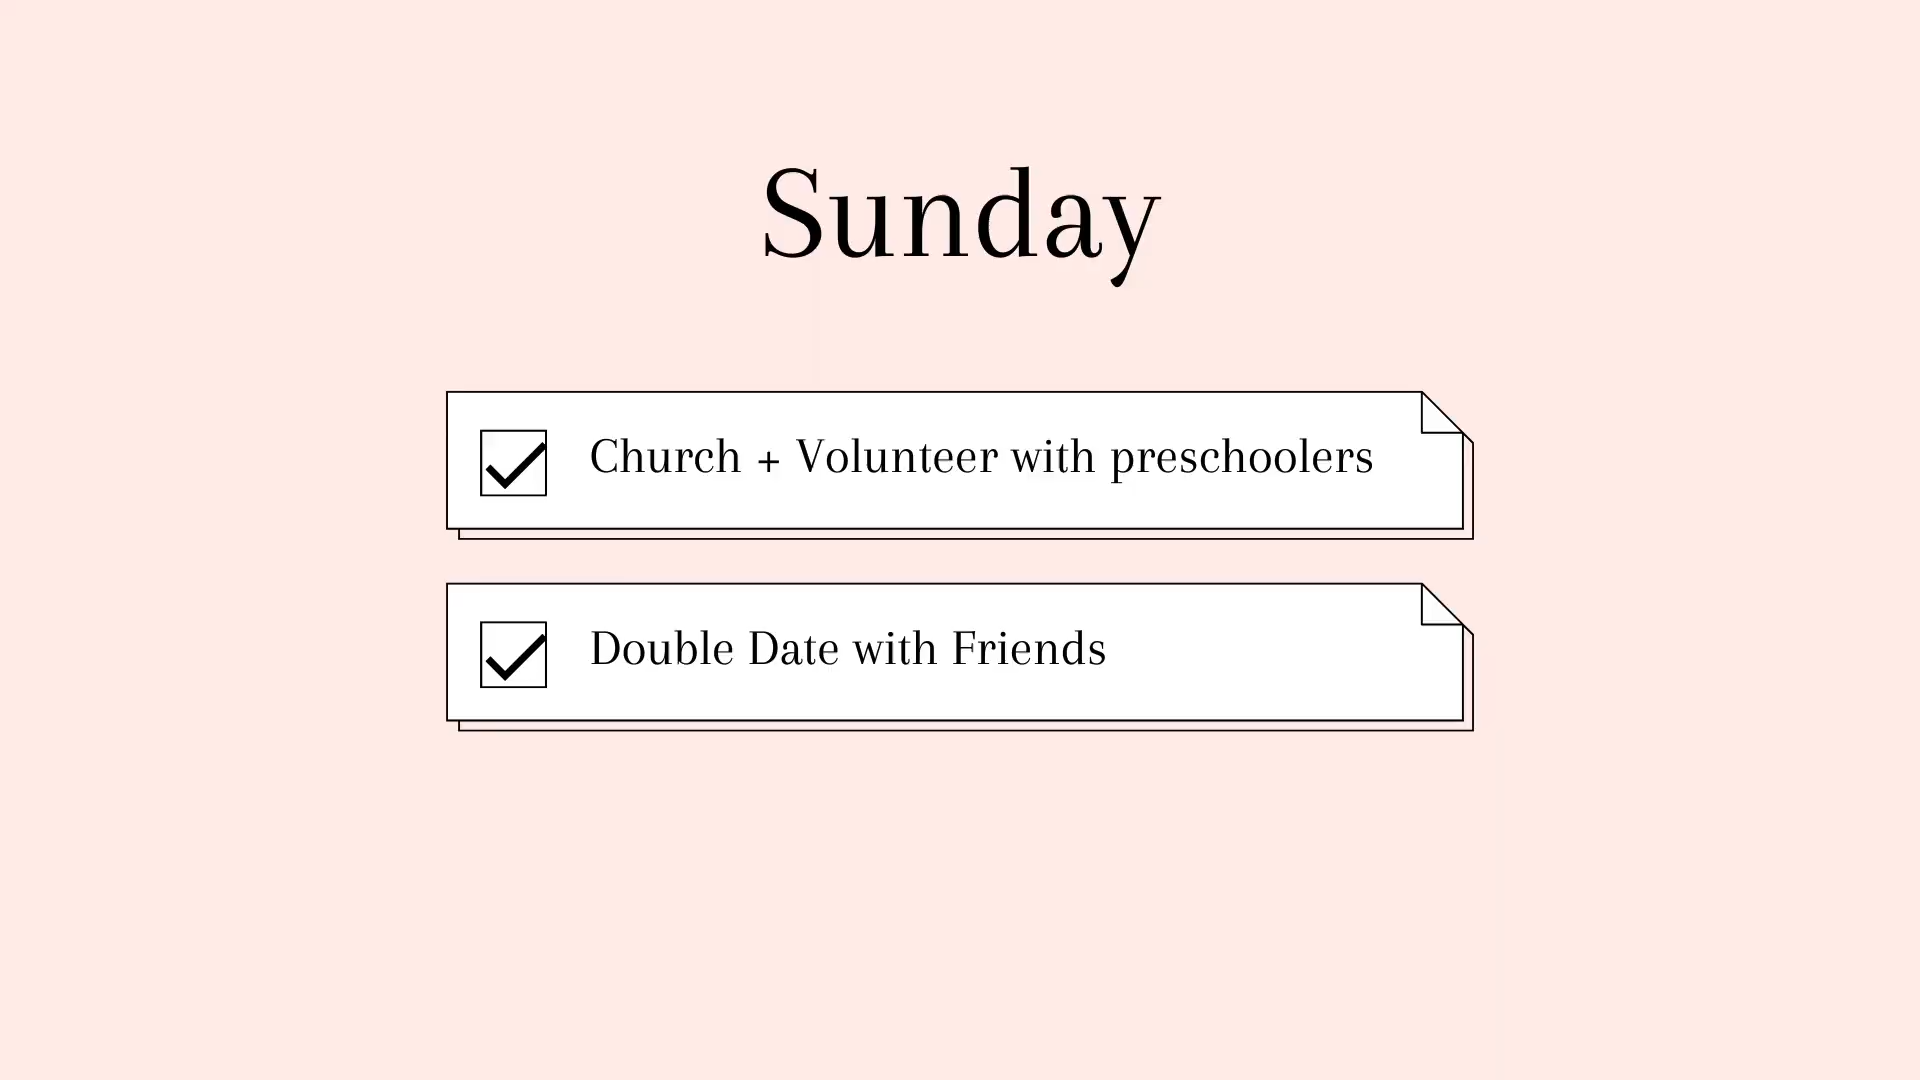 Sunday
Church + Volunteer with preschoolers
Double Date with Friends